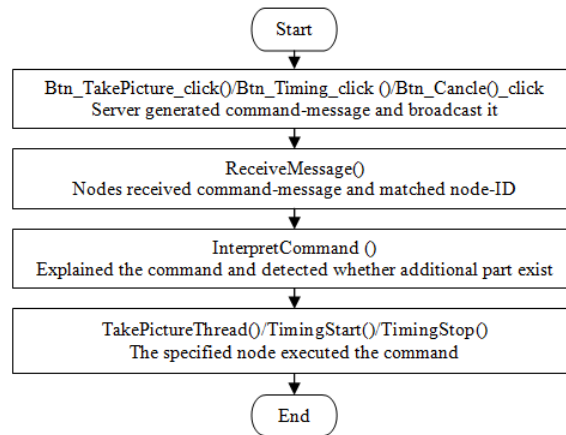 Start
Btn_TakePicture_click()/Btn_Timing_click ()/Btn_Cancle()_click
Server generated command-message and broadcast it
ReceiveMessage()
Nodes received command-message and matched node-ID
InterpretCommand ()
Explained the command and detected whether additional part exist
TakePictureThread()/TimingStart()/TimingStop()
The specified node executed the command
End